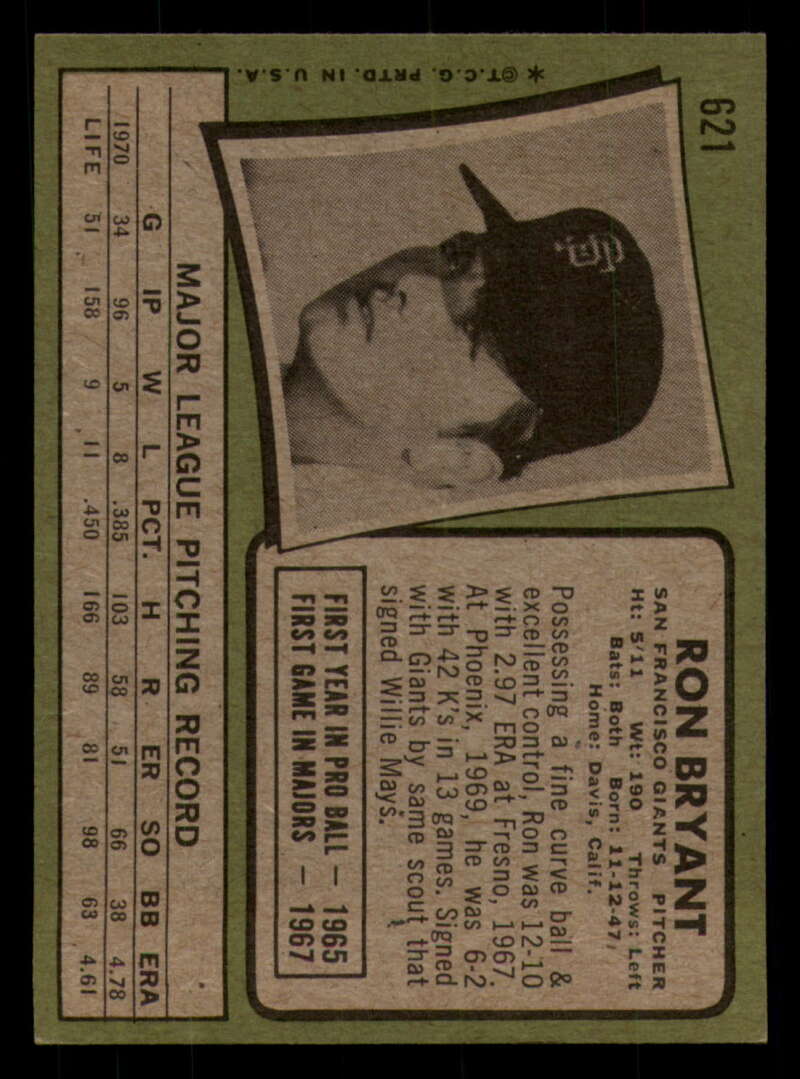 621
RON BRYANT
SAN FRANCISCO GIANTS PITCHER
Ht: 5'11 Wt: 190 Throws: Left
Bats: Both Born: 11-12-47
Home: Davis, Calif.
Possessing a fine curve ball &
excellent control, Ron was 12-10
with 2.97 ERA at Fresno, 1967.
At Phoenix, 1969, he was 6-2
with 42 K's in 13 games. Signed
with Giants by same scout that
signed Willie Mays.
FIRST YEAR IN PRO BALL — 1965
FIRST GAME IN MAJORS — 1967
SF
MAJOR LEAGUE PITCHING RECORD
G IP W L PCT. H R ER SO BB ERA
1970 34 96 5 8 .385 103 58 51 66 38 4.78
LIFE 51 158 9 11 .450 166 89 81 98 63 4.61
*©T.C.G. PRTD. IN U.S.A.